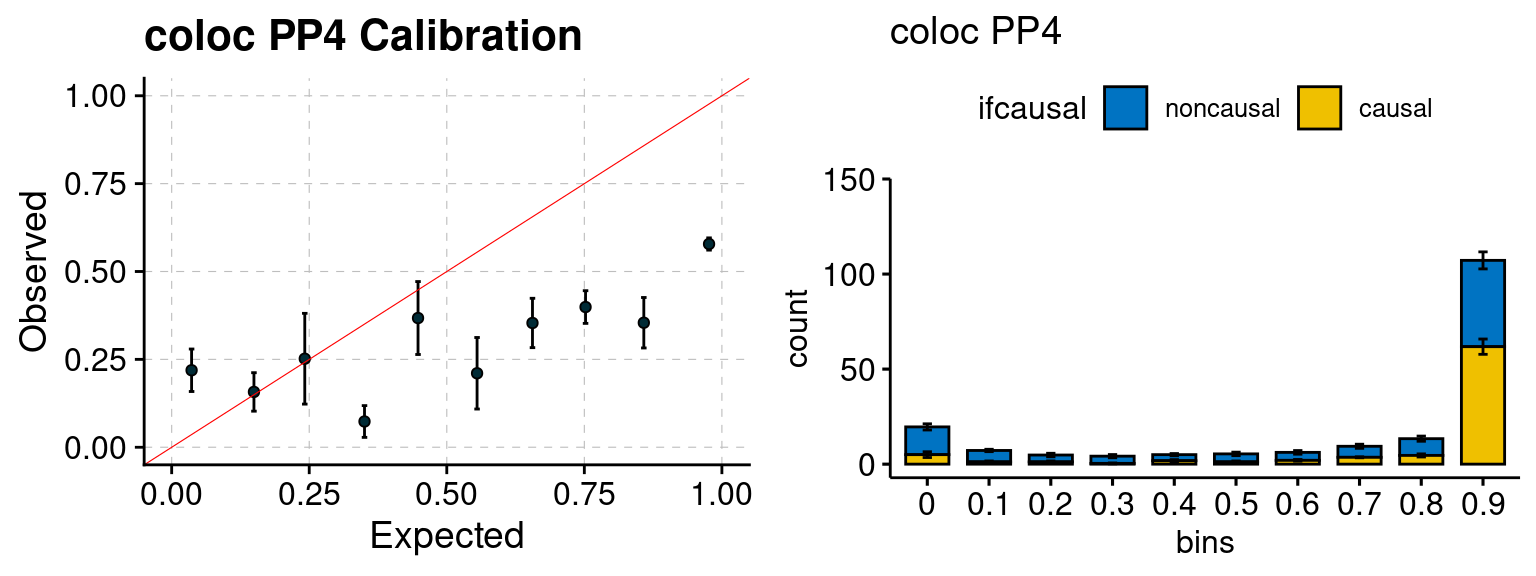 coloc PP4 Calibration
1.00
0.75
0.50
0.25
0.00
Observed
0.00 0.25 0.50 0.75 1.00
Expected
coloc PP4
ifcausal noncausal causal
150
100
50
0
count
0 0.1 0.2 0.3 0.4 0.5 0.6 0.7 0.8 0.9
bins